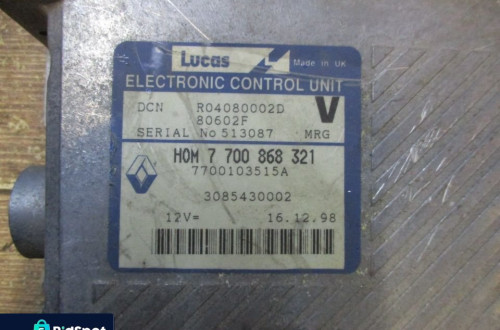 Lucas Made in UK
ELECTRONIC CONTROL UNIT
DCN R04080002D V
80602F
SERIAL No 513087 MRG
HOM 7 700 868 321
7700103515A
3085430002
12V= 16.12.98